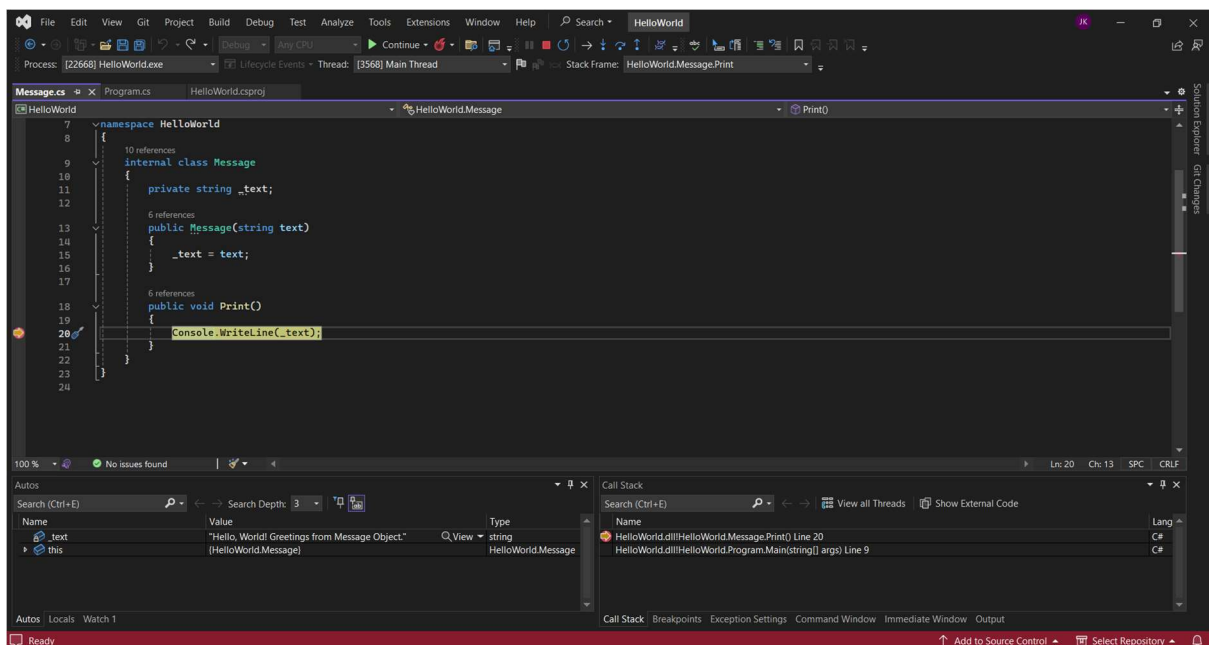 File Edit View Git Project Build Debug Test Analyze Tools Extensions Window Help Search HelloWorld JK
Debug Any CPU Continue
Process: [22668] HelloWorld.exe Lifecycle Events Thread: [3568] Main Thread Stack Frame: HelloWorld.Message.Print
Message.cs Program.cs HelloWorld.csproj
HelloWorld HelloWorld.Message Print()
Solution Explorer
Git Changes
7 namespace HelloWorld
8 {
10 references
9 internal class Message
10 {
11 private string _text;
12
6 references
13 public Message(string text)
14 {
15 _text = text;
16 }
17
6 references
18 public void Print()
19 {
20 Console.WriteLine(_text);
21 }
22 }
23 }
24
100 % No issues found Ln: 20 Ch: 13 SPC CRLF
Autos
Search (Ctrl+E) Search Depth: 3
Name Value Type
_text "Hello, World! Greetings from Message Object." View string
this {HelloWorld.Message} HelloWorld.Message
Autos Locals Watch 1
Call Stack
Search (Ctrl+E) View all Threads Show External Code
Name Lang
HelloWorld.dll!HelloWorld.Message.Print() Line 20 C#
HelloWorld.dll!HelloWorld.Program.Main(string[] args) Line 9 C#
Call Stack Breakpoints Exception Settings Command Window Immediate Window Output
Ready Add to Source Control Select Repository